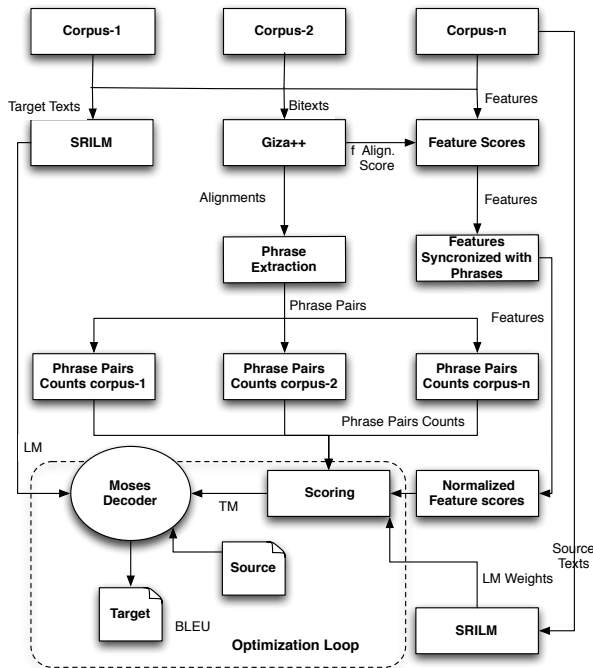 Corpus-1
Corpus-2
Corpus-n
Target Texts
Bitexts
Features
SRILM
Giza++
f Align.
Score
Feature Scores
Alignments
Features
Phrase
Extraction
Features
Syncronized with
Phrases
Phrase Pairs
Features
Phrase Pairs
Counts corpus-1
Phrase Pairs
Counts corpus-2
Phrase Pairs
Counts corpus-n
Phrase Pairs Counts
LM
Moses
Decoder
TM
Scoring
Normalized
Feature scores
Source
Source
Texts
LM Weights
Target
BLEU
SRILM
Optimization Loop